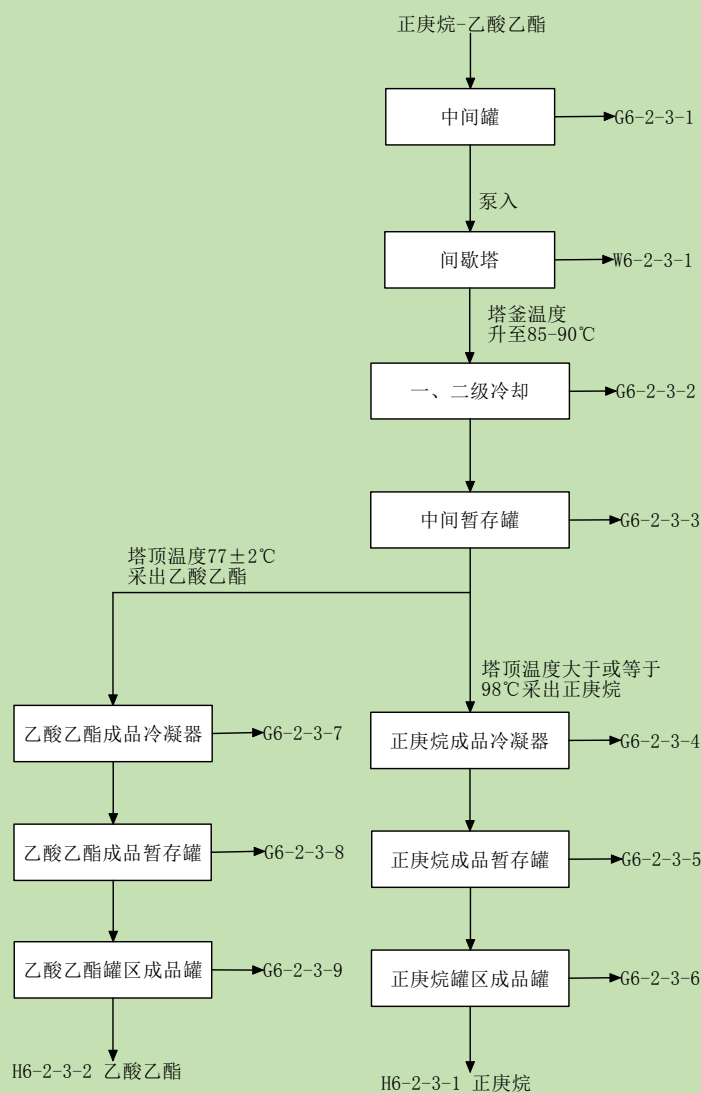 正庚烷-乙酸乙酯
中间罐
G6-2-3-1
泵入
间歇塔
W6-2-3-1
塔釜温度
升至85-90℃
一、二级冷却
G6-2-3-2
中间暂存罐
G6-2-3-3
塔顶温度77±2℃
采出乙酸乙酯
塔顶温度大于或等于
98℃采出正庚烷
乙酸乙酯成品冷凝器
G6-2-3-7
正庚烷成品冷凝器
G6-2-3-4
乙酸乙酯成品暂存罐
G6-2-3-8
正庚烷成品暂存罐
G6-2-3-5
乙酸乙酯罐区成品罐
G6-2-3-9
正庚烷罐区成品罐
G6-2-3-6
H6-2-3-2 乙酸乙酯
H6-2-3-1 正庚烷